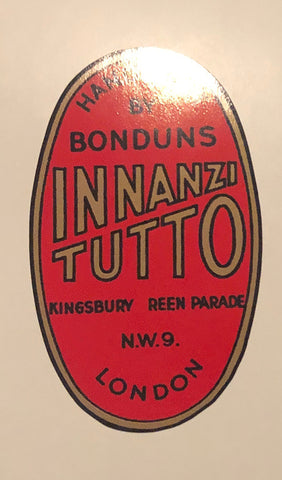 BY
BONDUNS
INNANZI
TUTTO
KINGSBURY REEN PARADE
N.W.9.
LONDON